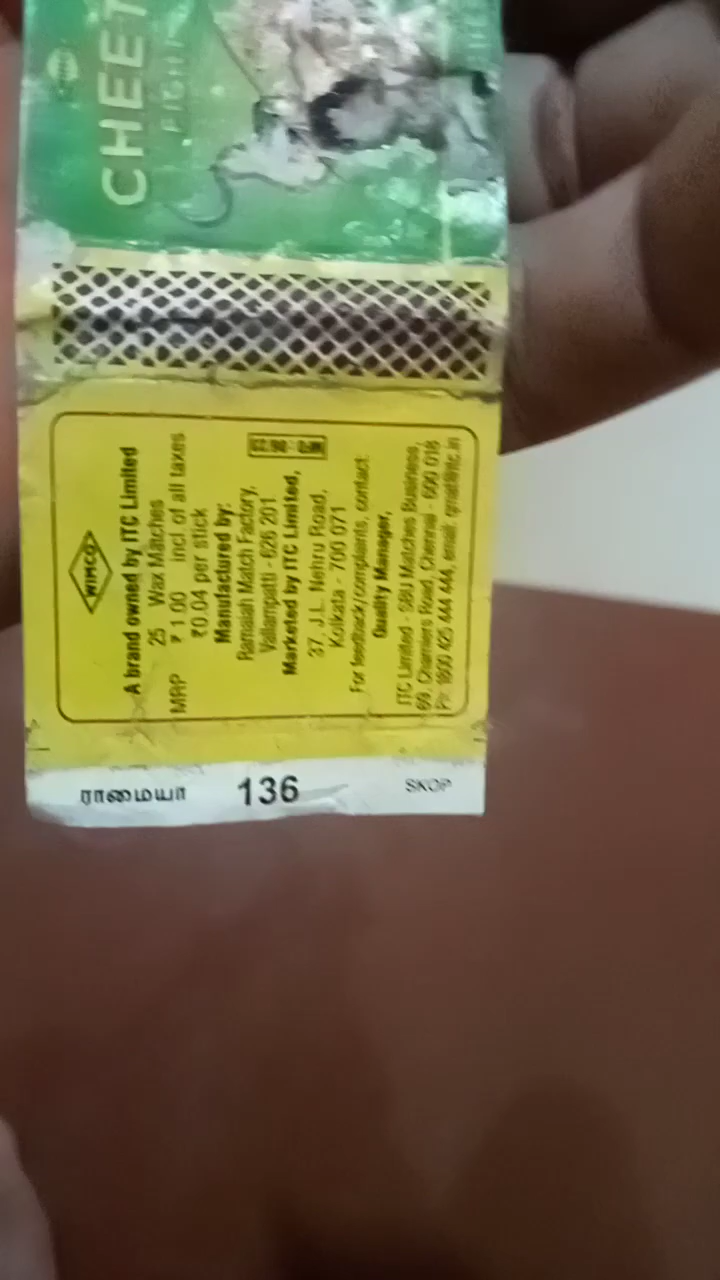 CHEET
FIGHT
WIMCO
A brand owned by ITC Limited
25 Wax Matches
MRP ₹ 1.00 incl of all taxes
₹0.04 per stick
Manufactured by:
Ramaiah Match Factory,
Vallampatti - 626 201
Marketed by ITC Limited,
37, J.L. Nehru Road,
Kolkata - 700 071
For feedback/complaints, contact:
Quality Manager,
ITC Limited - SBU Matches Business,
69, Chamiers Road, Chennai - 600 018
Ph: 1800 425 444 444, email:
ராமையா 136 SKOP